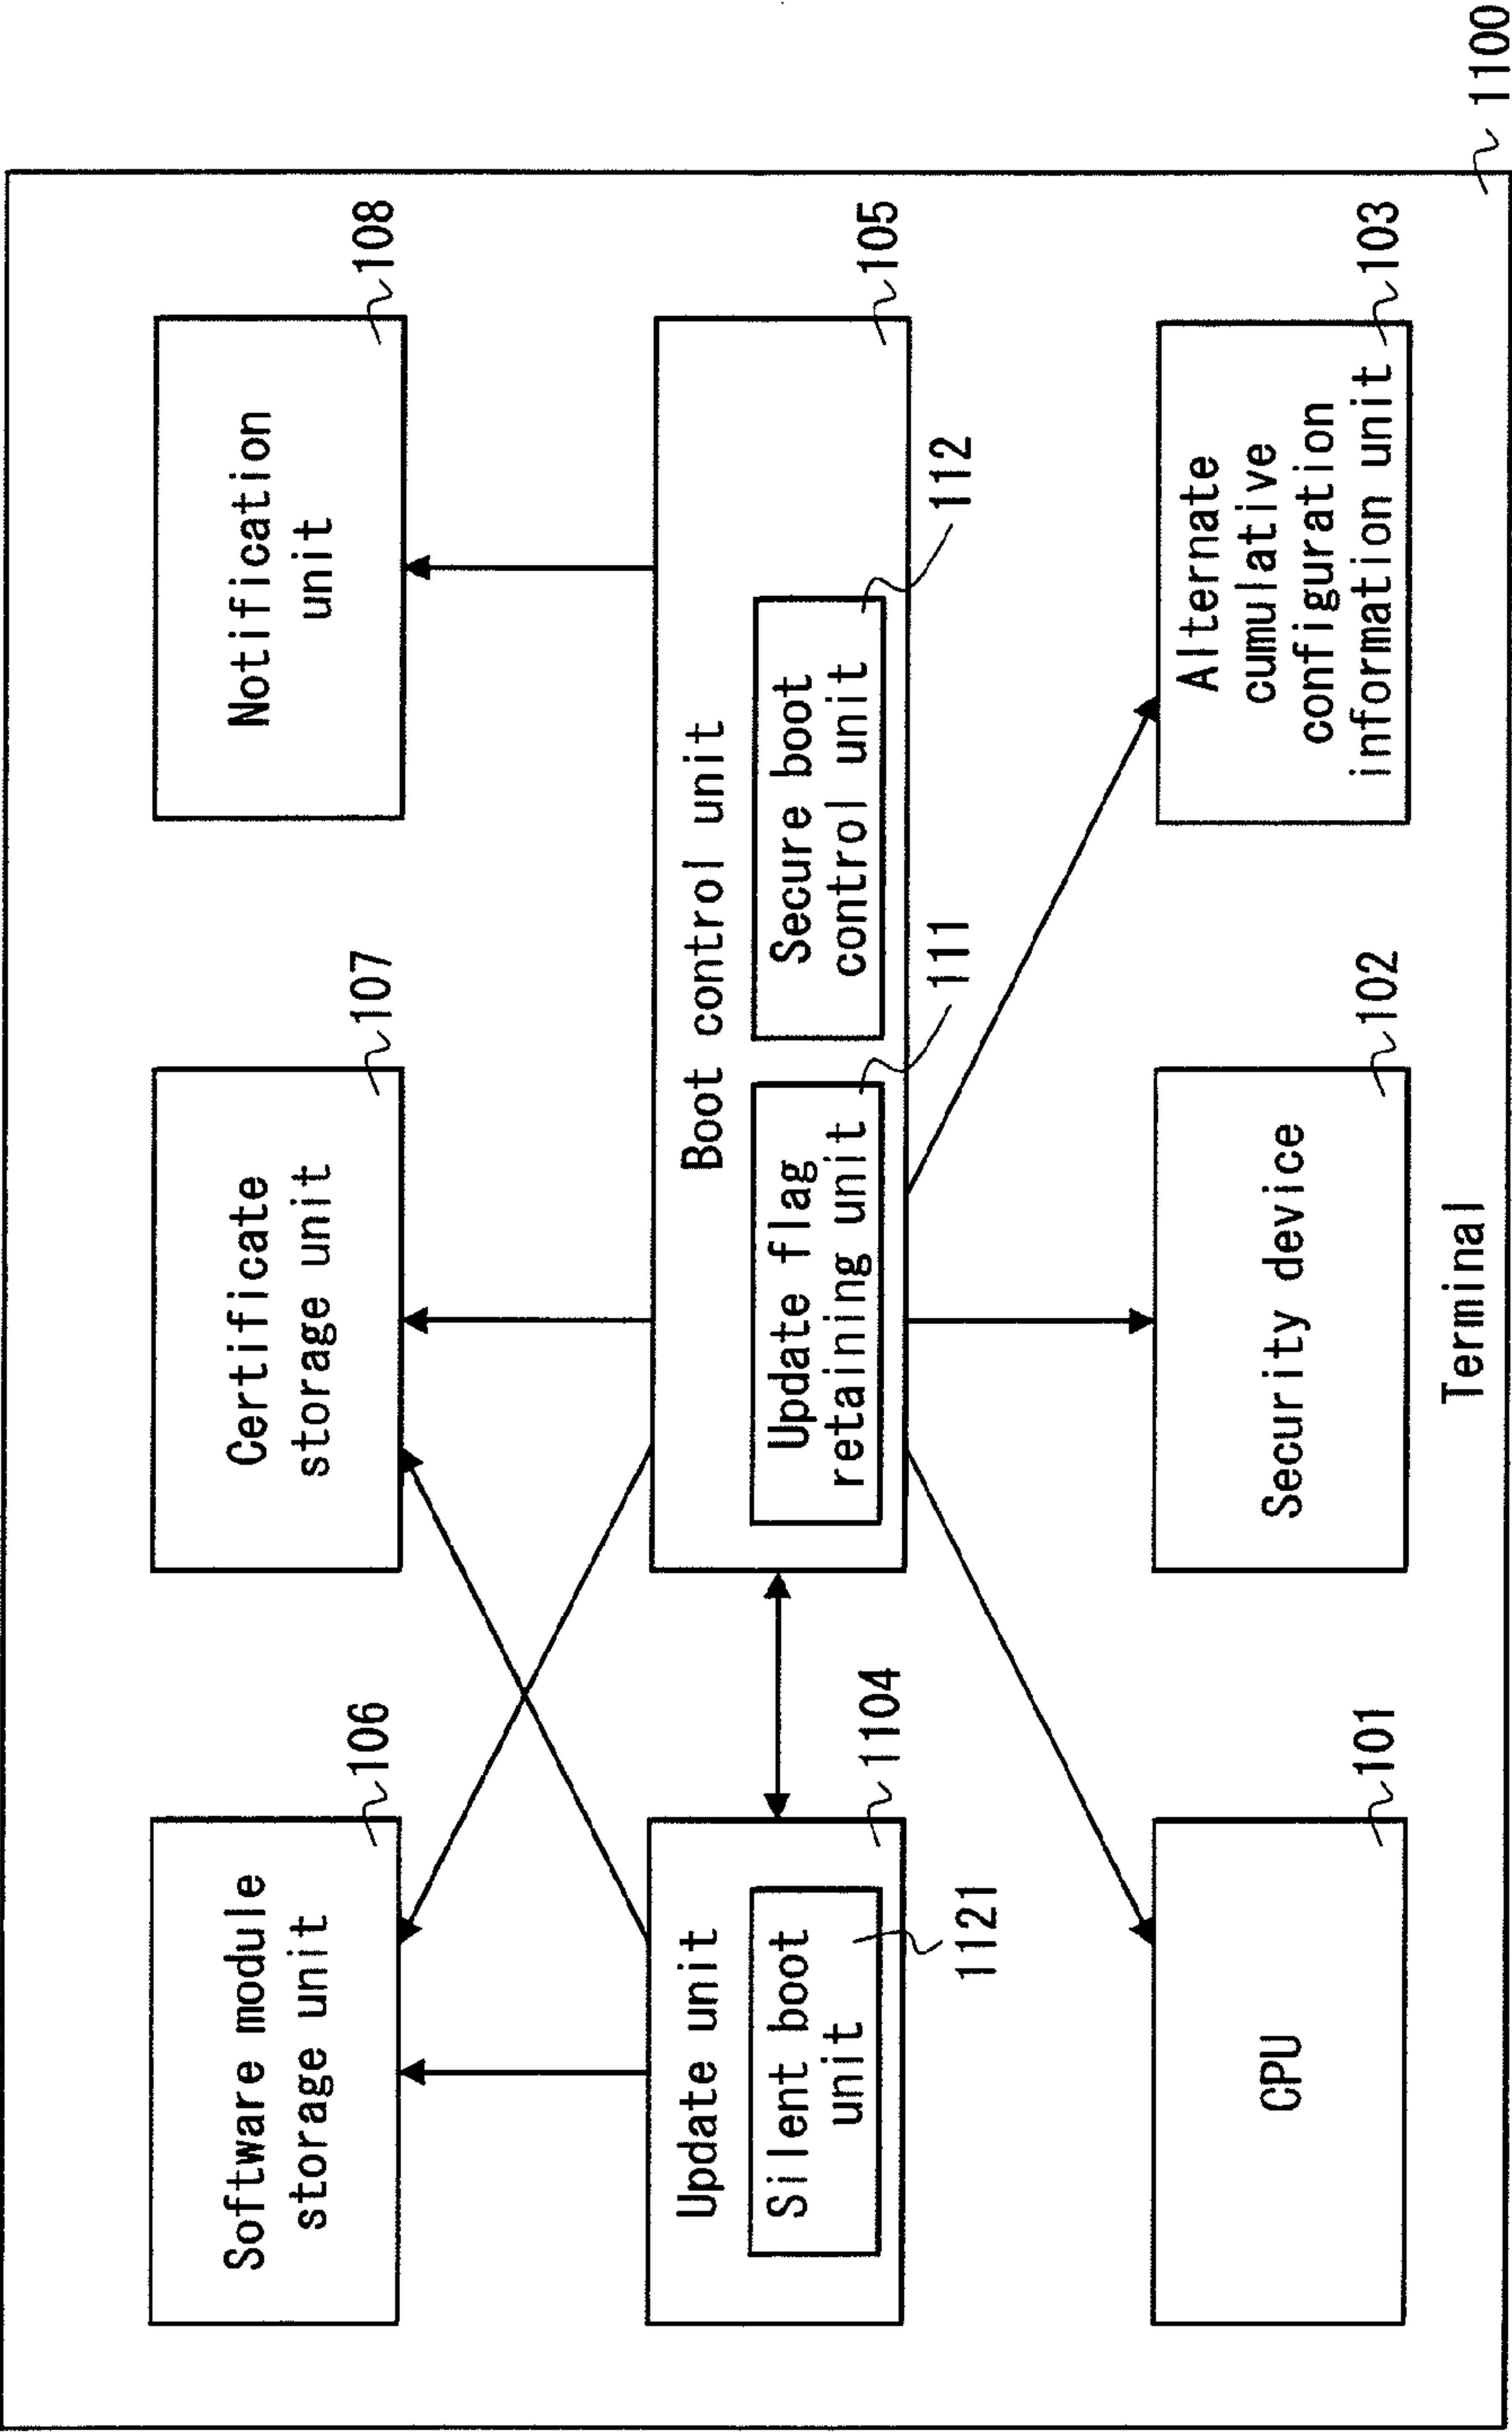 Software module
storage unit
106
Certificate
storage unit
107
Notification
unit
108
Update unit
Silent boot
unit
1104
1121
Boot control unit
Update flag
retaining unit
111
Secure boot
control unit
112
105
CPU
101
Security device
102
Alternate
cumulative
configuration
information unit
103
Terminal
1100